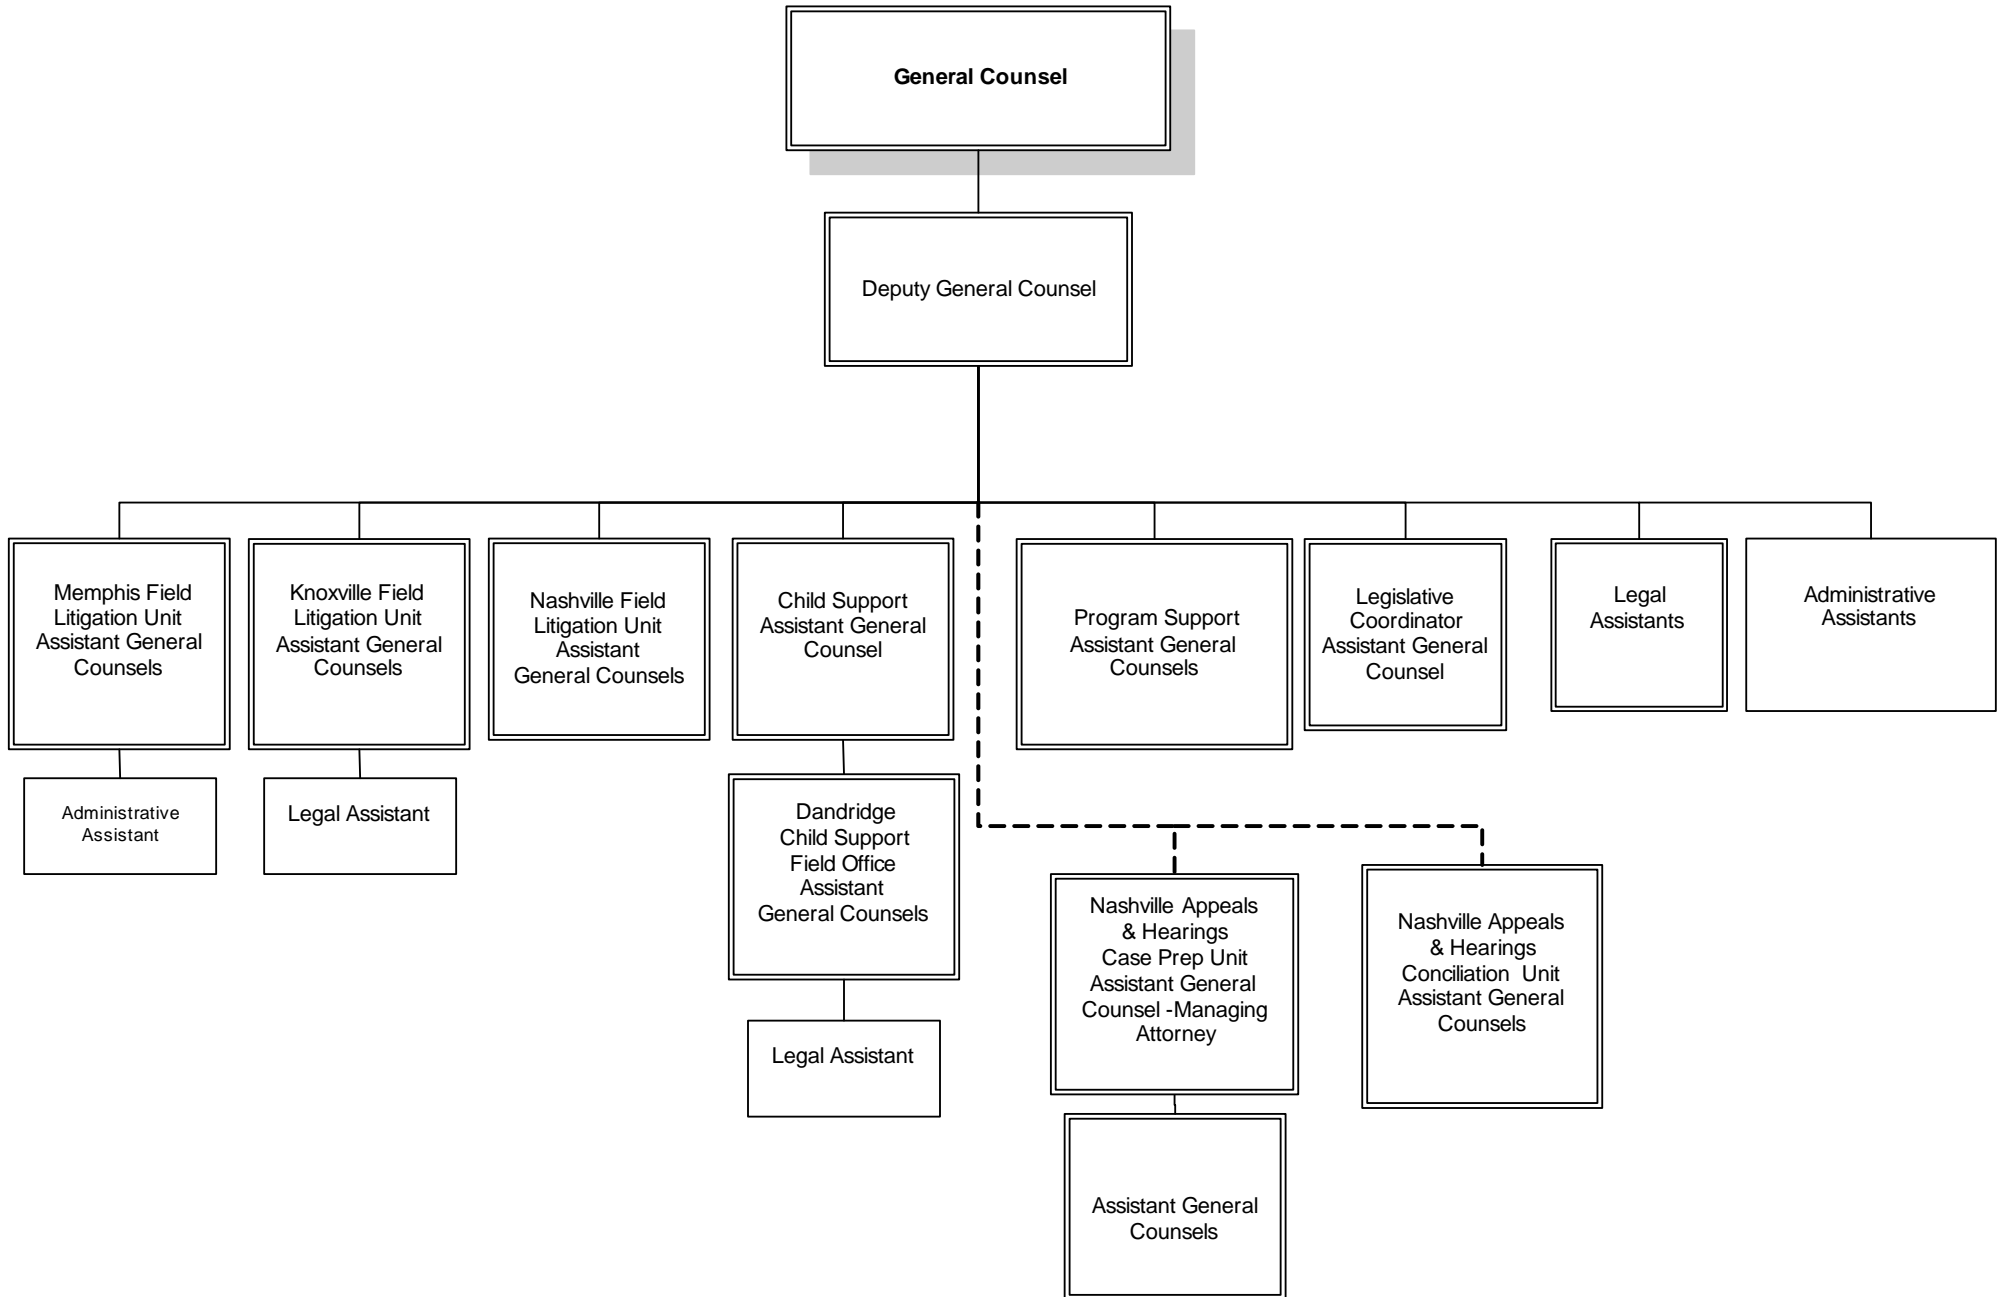 General Counsel
Deputy General Counsel
Memphis Field
Litigation Unit
Assistant General
Counsels
Knoxville Field
Litigation Unit
Assistant General
Counsels
Nashville Field
Litigation Unit
Assistant
General Counsels
Child Support
Assistant General
Counsel
Program Support
Assistant General
Counsels
Legislative
Coordinator
Assistant General
Counsel
Legal
Assistants
Administrative
Assistants
Administrative
Assistant
Legal Assistant
Dandridge
Child Support
Field Office
Assistant
General Counsels
Legal Assistant
Nashville Appeals
& Hearings
Case Prep Unit
Assistant General
Counsel -Managing
Attorney
Nashville Appeals
& Hearings
Conciliation Unit
Assistant General
Counsels
Assistant General
Counsels